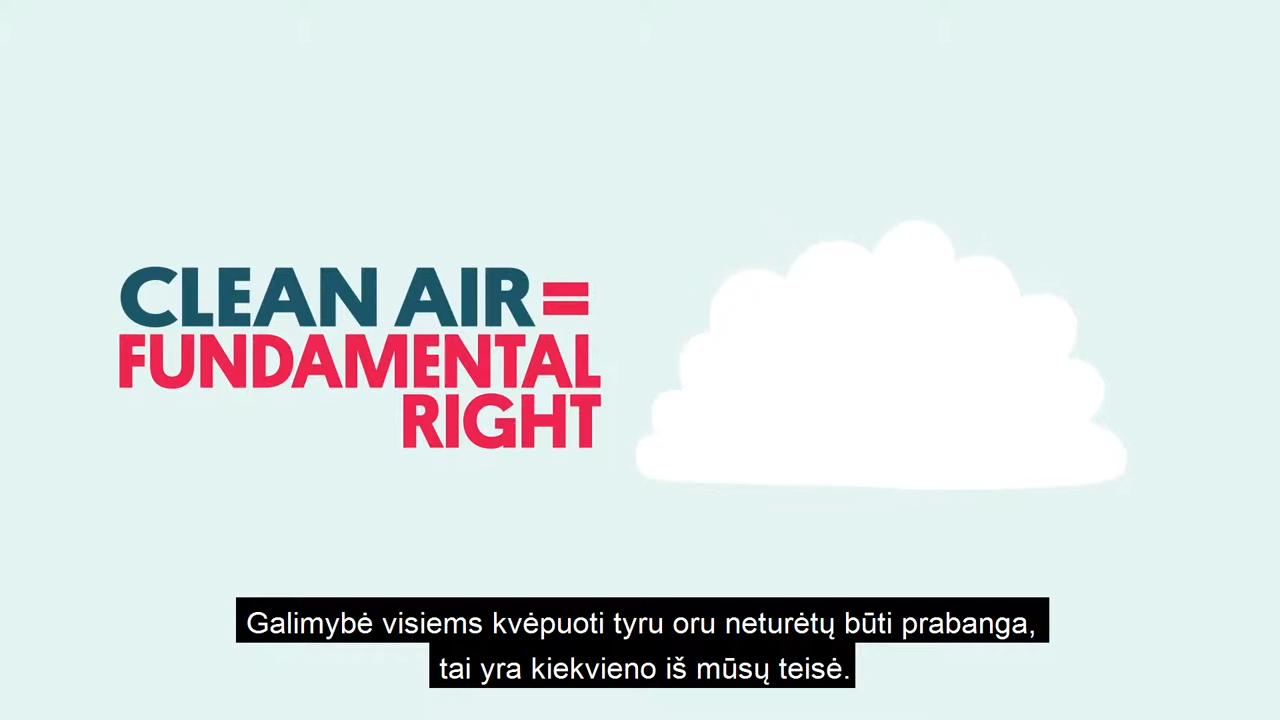 CLEAN AIR=
FUNDAMENTAL
RIGHT
Galimybė visiems kvėpuoti tyru oru neturėtų būti prabanga,
tai yra kiekvieno iš mūsų teisė.